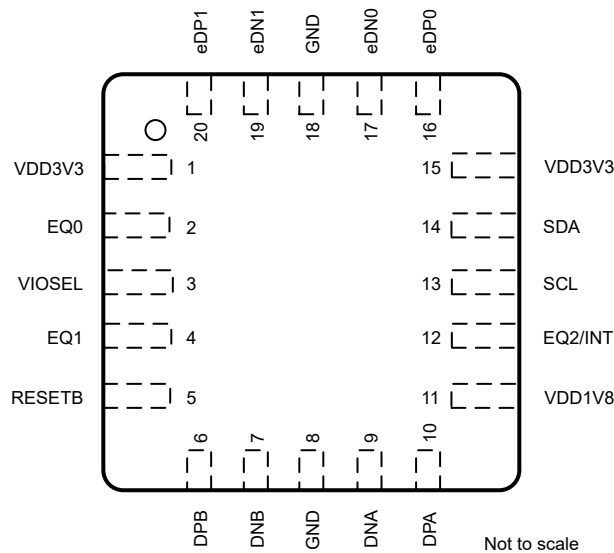 eDP1 eDN1 GND eDN0 eDP0
20 19 18 17 16
VDD3V3 1 15 VDD3V3
EQ0 2 14 SDA
VIOSEL 3 13 SCL
EQ1 4 12 EQ2/INT
RESETB 5 11 VDD1V8
6 7 8 9 10
DPB DNB GND DNA DPA
Not to scale